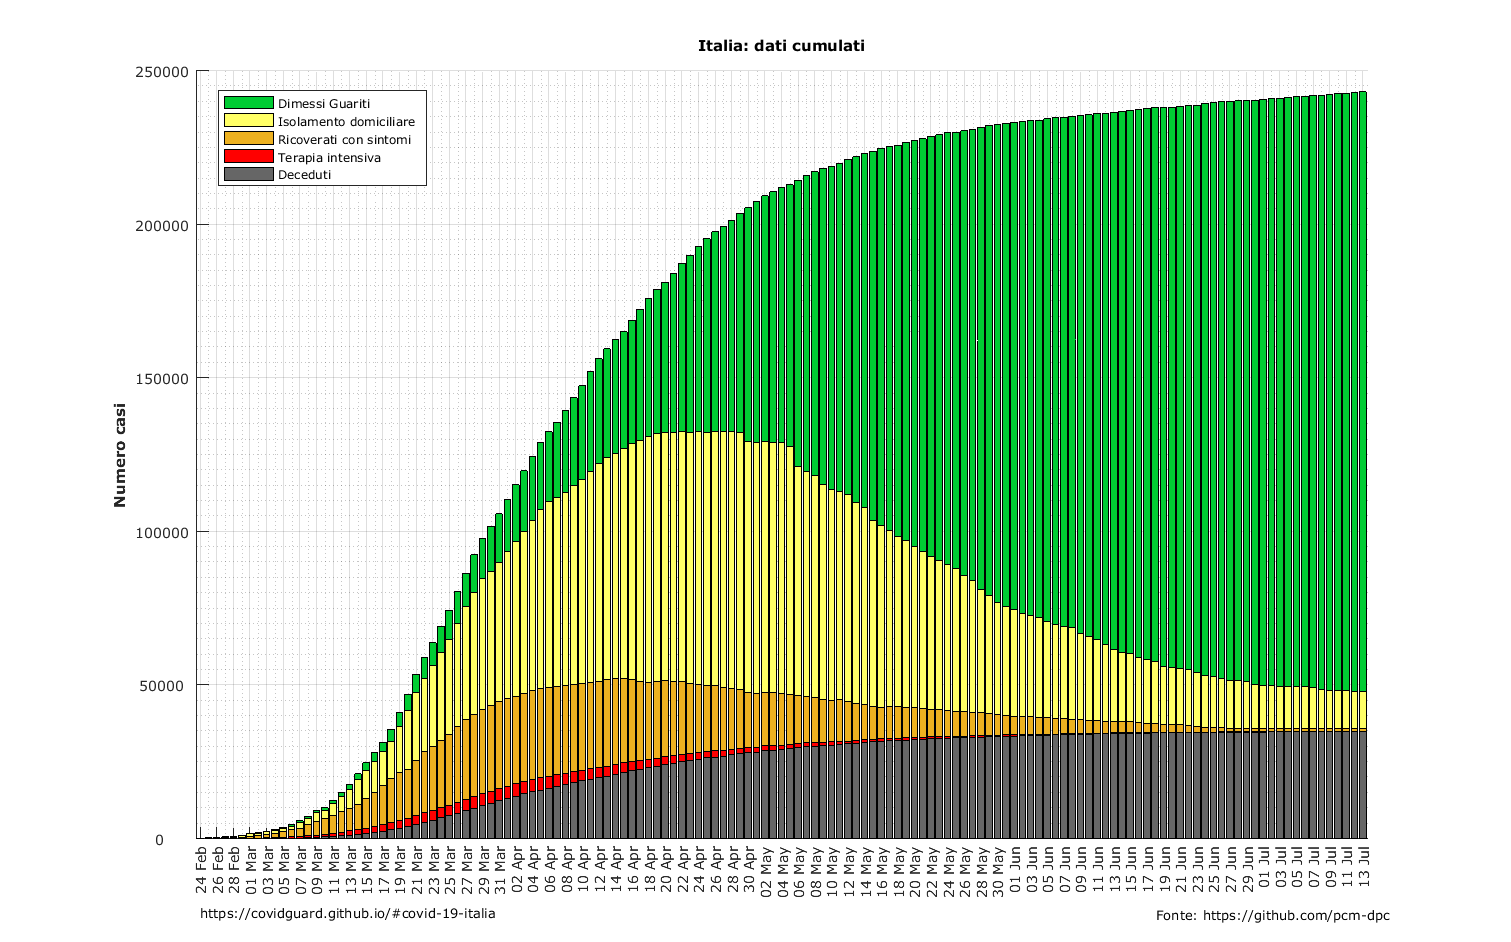 Italia: dati cumulati
250000
200000
150000
100000
50000
0
Numero casi
Dimessi Guariti
Isolamento domiciliare
Ricoverati con sintomi
Terapia intensiva
Deceduti
24 Feb
26 Feb
28 Feb
01 Mar
03 Mar
05 Mar
07 Mar
09 Mar
11 Mar
13 Mar
15 Mar
17 Mar
19 Mar
21 Mar
23 Mar
25 Mar
27 Mar
29 Mar
31 Mar
02 Apr
04 Apr
06 Apr
08 Apr
10 Apr
12 Apr
14 Apr
16 Apr
18 Apr
20 Apr
22 Apr
24 Apr
26 Apr
28 Apr
30 Apr
02 May
04 May
06 May
08 May
10 May
12 May
14 May
16 May
18 May
20 May
22 May
24 May
26 May
28 May
30 May
01 Jun
03 Jun
05 Jun
07 Jun
09 Jun
11 Jun
13 Jun
15 Jun
17 Jun
19 Jun
21 Jun
23 Jun
25 Jun
27 Jun
29 Jun
01 Jul
03 Jul
05 Jul
07 Jul
09 Jul
11 Jul
13 Jul
https://covidguard.github.io/#covid-19-italia
Fonte: https://github.com/pcm-dpc